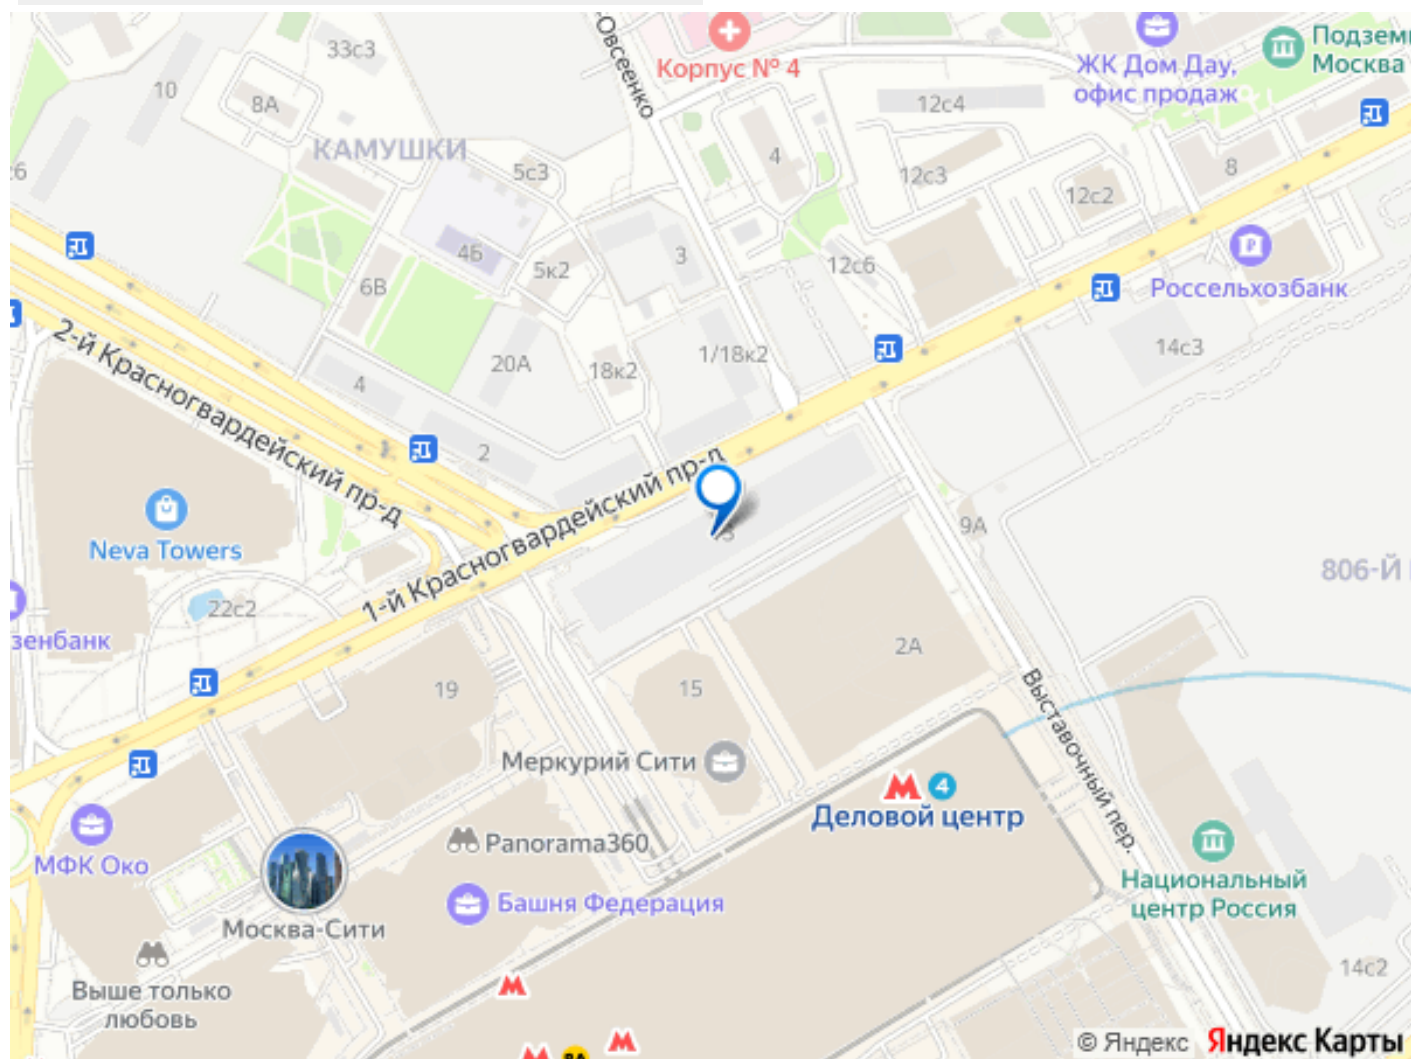 33с3
10
8А
КАМУШКИ
-Овсеенко
Корпус № 4
ЖК Дом Дау,
офис продаж
Подземн
Москва
12с4
12с3
12с2
8
4
5с3
4Б
5к2
6В
3
12с6
Россельхозбанк
14с3
2-й Красногвардейский пр-д
4
20А
18к2
1/18к2
2
1-й Красногвардейский пр-д
Neva Towers
22с2
зенбанк
9А
806-Й
2А
19
15
Выставочный пер.
Меркурий Сити
4
Деловой центр
Panorama360
МФК Око
Башня Федерация
Москва-Сити
Национальный
центр Россия
Выше только
любовь
14с2
© Яндекс Яндекс Карты